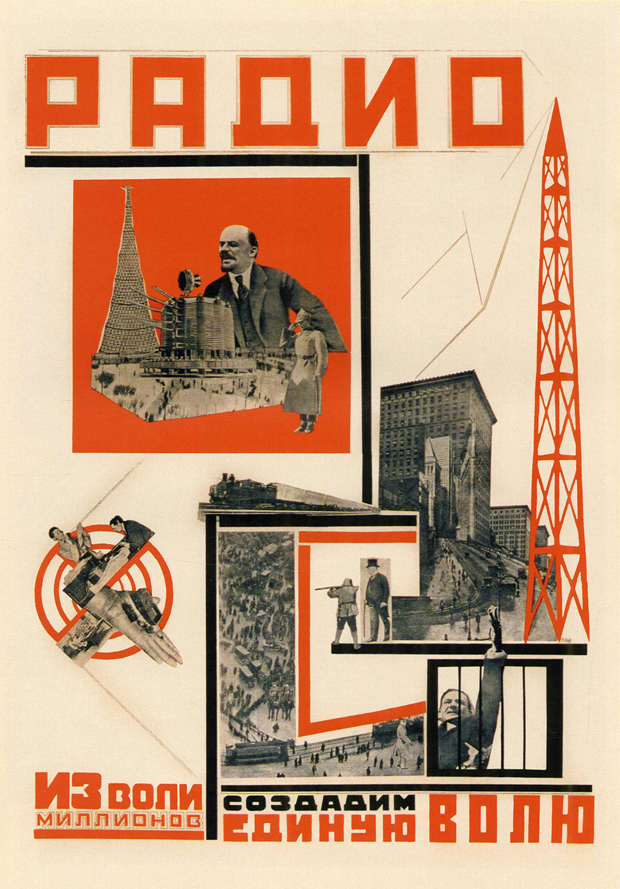 РАДИО
ИЗ ВОЛИ
МИЛЛИОНОВ
СОЗДАДИМ
ЕДИНУЮ ВОЛЮ